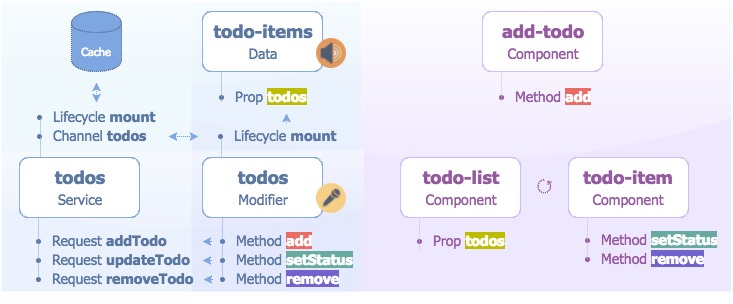 Cache
todo-items
Data
Prop todos
add-todo
Component
Method add
Lifecycle mount
Channel todos
Lifecycle mount
todos
Service
todos
Modifier
todo-list
Component
todo-item
Component
Request addTodo
Request updateTodo
Request removeTodo
Method add
Method setStatus
Method remove
Prop todos
Method setStatus
Method remove